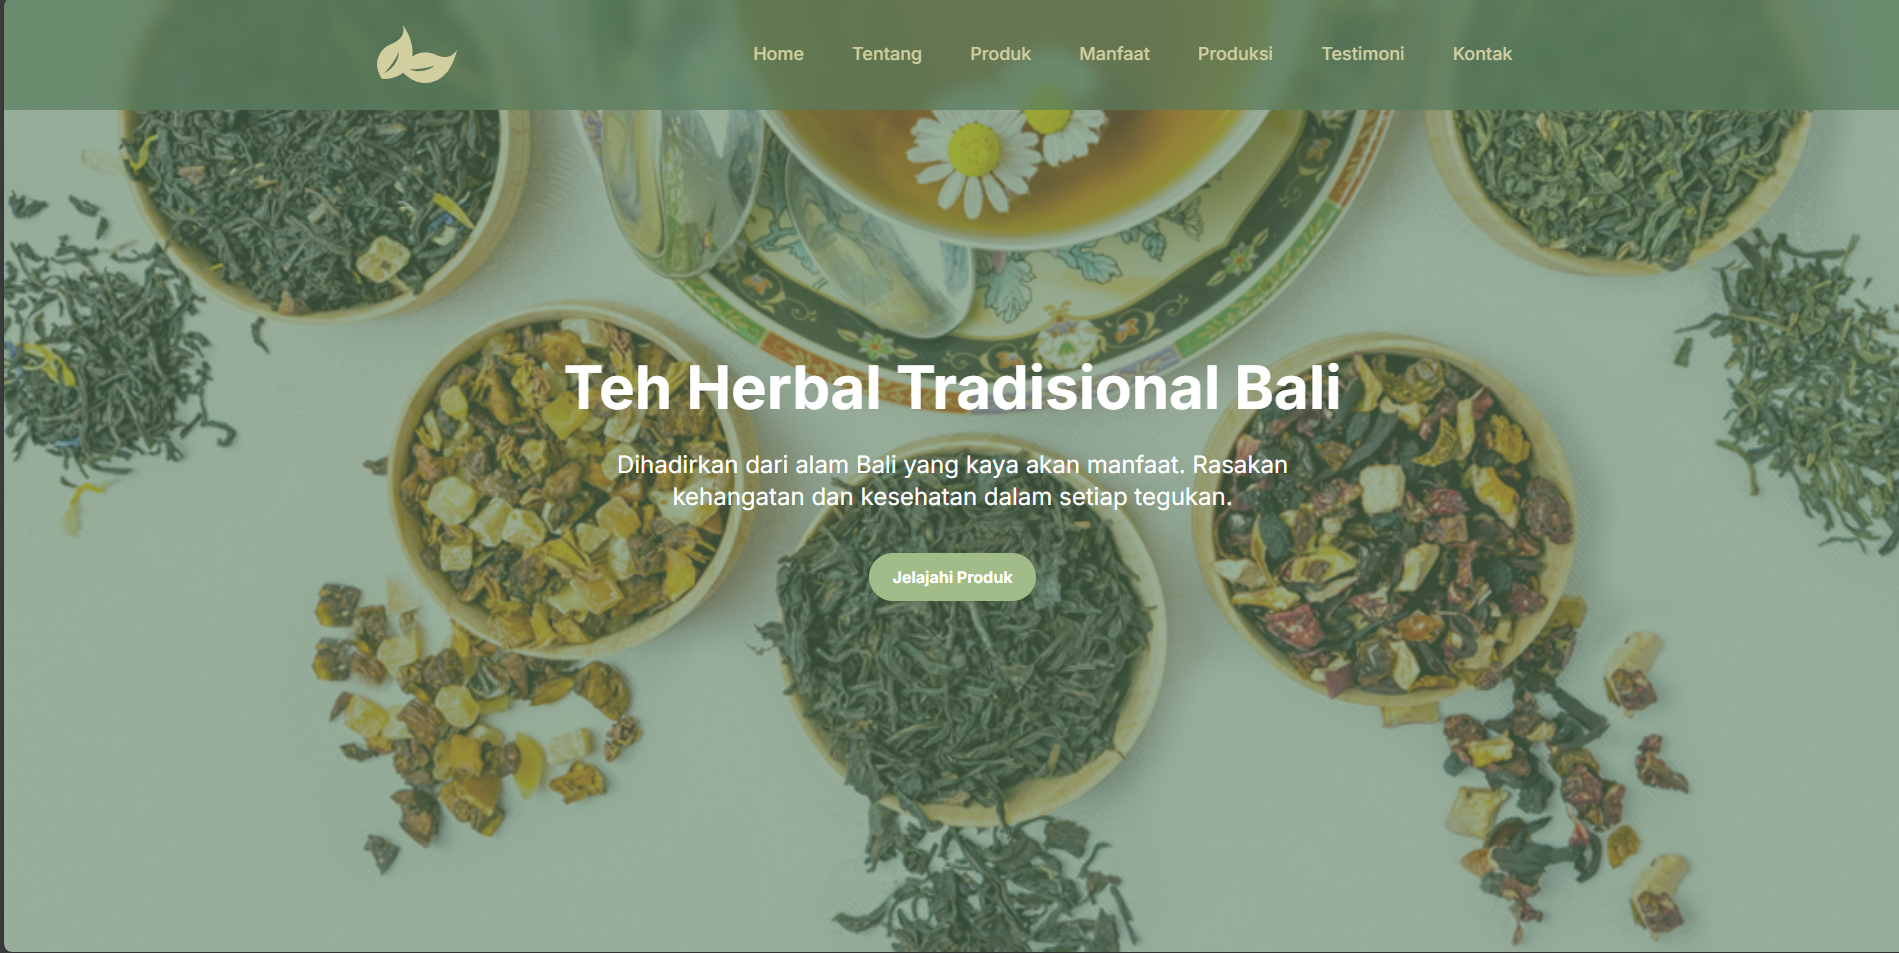 Home Tentang Produk Manfaat Produksi Testimoni Kontak
Teh Herbal Tradisional Bali
Dihadirkan dari alam Bali yang kaya akan manfaat. Rasakan
kehangatan dan kesehatan dalam setiap tegukan.
Jelajahi Produk